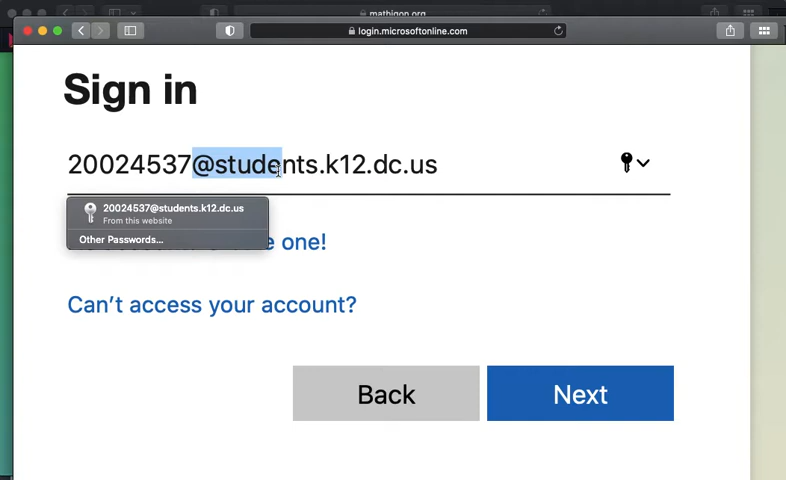 mathigon.org
login.microsoftonline.com
Sign in
20024537@students.k12.dc.us
20024537@students.k12.dc.us
From this website
Other Passwords...
one!
Can't access your account?
Back
Next